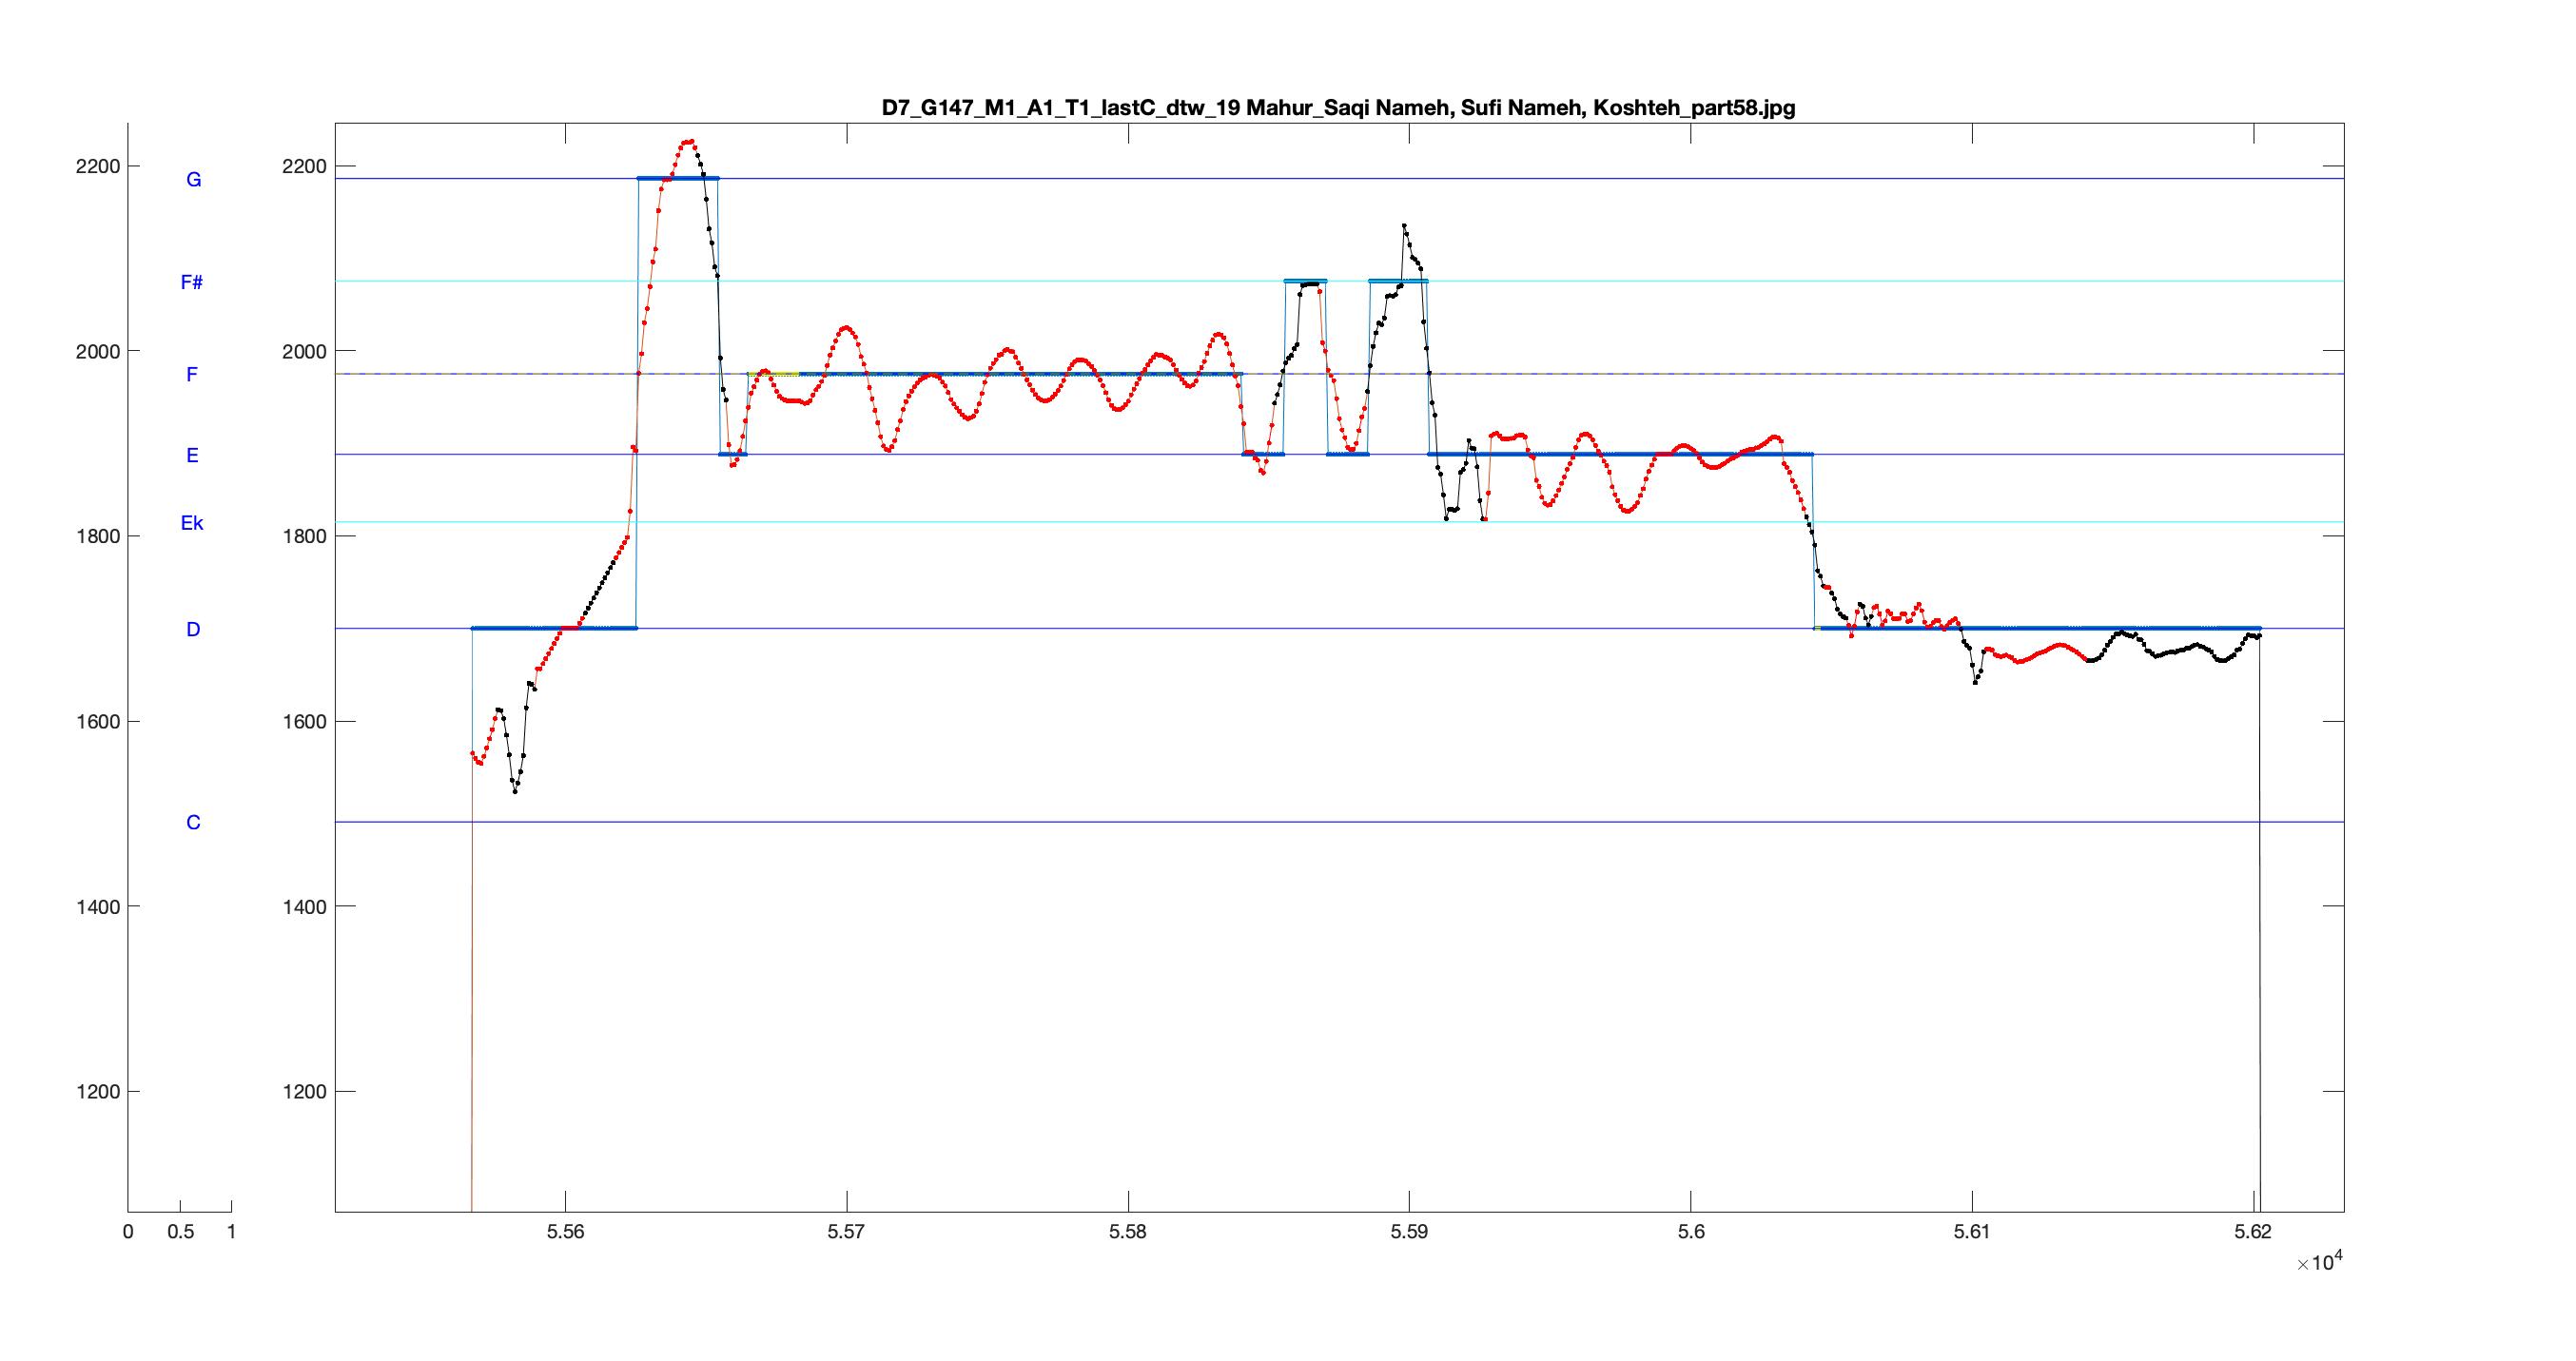 D7_G147_M1_A1_T1_lastC_dtw_19 Mahur_Saqi Nameh, Sufi Nameh, Koshteh_part58.jpg
2200 2200
G
F#
2000 2000
F
E
Ek
1800 1800
D
1600 1600
C
1400 1400
1200 1200
0 0.5 1 5.56 5.57 5.58 5.59 5.6 5.61 5.62
×10⁴